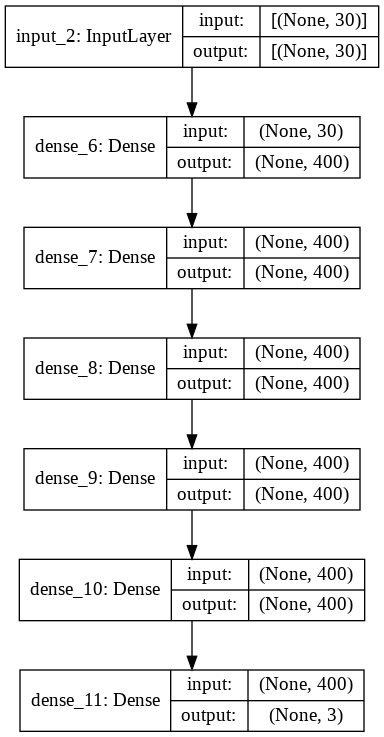 input_2: InputLayer
input: [(None, 30)]
output: [(None, 30)]
dense_6: Dense
input: (None, 30)
output: (None, 400)
dense_7: Dense
input: (None, 400)
output: (None, 400)
dense_8: Dense
input: (None, 400)
output: (None, 400)
dense_9: Dense
input: (None, 400)
output: (None, 400)
dense_10: Dense
input: (None, 400)
output: (None, 400)
dense_11: Dense
input: (None, 400)
output: (None, 3)